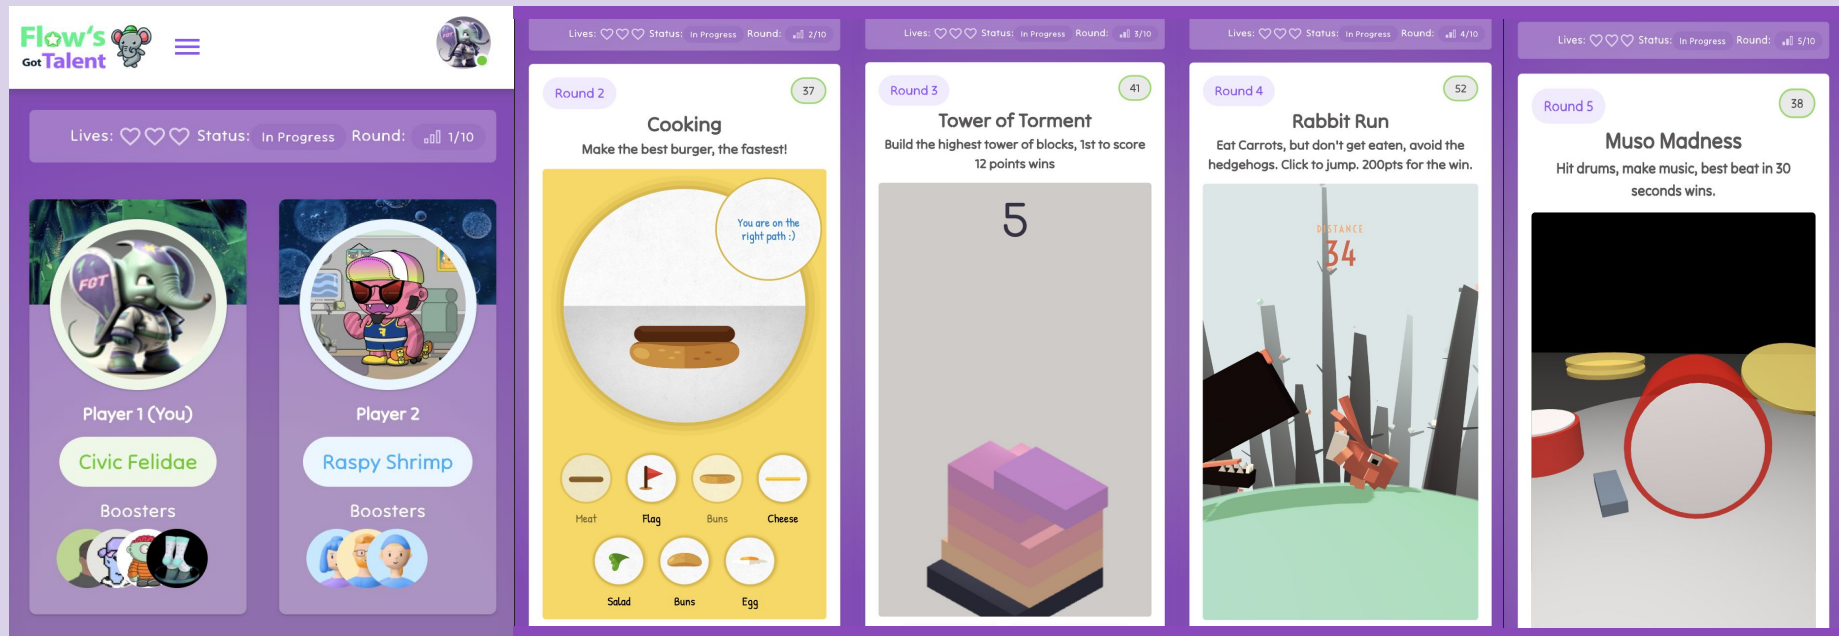 Flow's
Got Talent
FGT
Lives: Status: In Progress Round: 1/10
FGT
Player 1 (You)
Civic Felidae
Boosters
Player 2
Raspy Shrimp
Boosters
Lives: Status: In Progress Round: 2/10
Round 2
37
Cooking
Make the best burger, the fastest!
You are on the
right path :)
Meat
Flag
Buns
Cheese
Salad
Buns
Egg
Lives: Status: In Progress Round: 3/10
Round 3
41
Tower of Torment
Build the highest tower of blocks, 1st to score
12 points wins
5
Lives: Status: In Progress Round: 4/10
Round 4
52
Rabbit Run
Eat Carrots, but don't get eaten, avoid the
hedgehogs. Click to jump. 200pts for the win.
DISTANCE
34
Lives: Status: In Progress Round: 5/10
Round 5
38
Muso Madness
Hit drums, make music, best beat in 30
seconds wins.